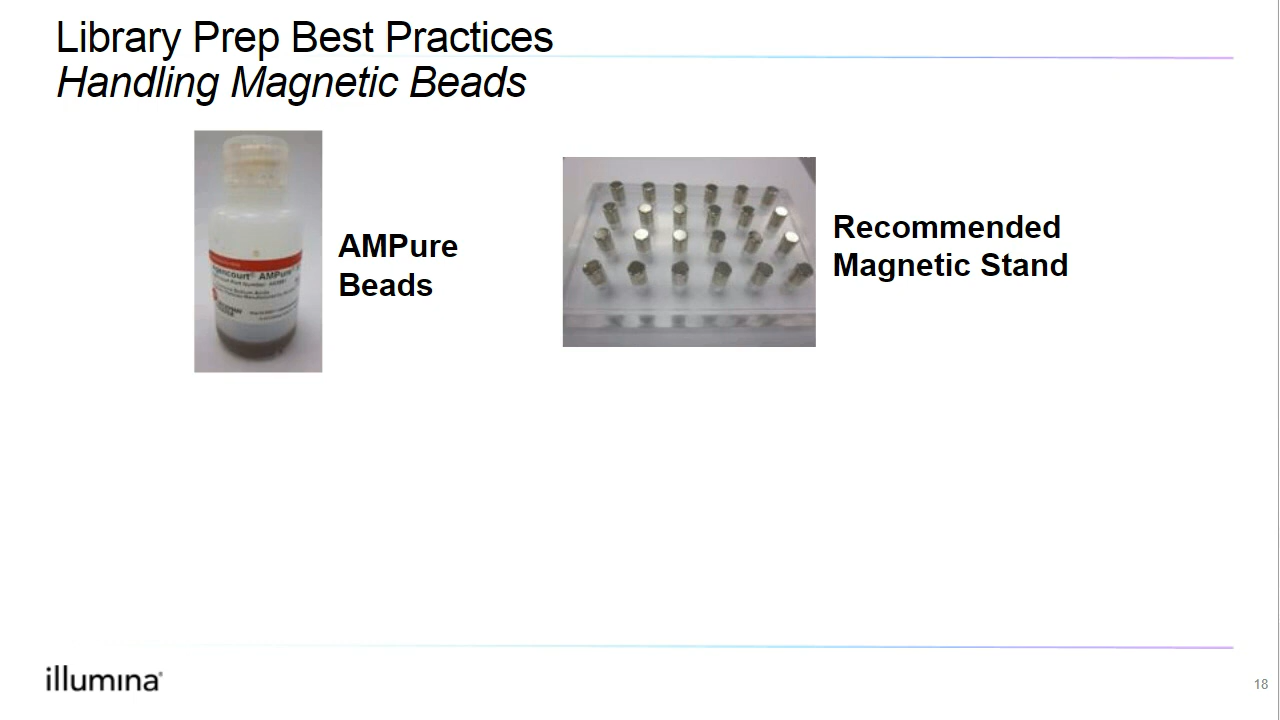 Library Prep Best Practices
Handling Magnetic Beads
AMPure
Beads
Recommended
Magnetic Stand
illumina
18